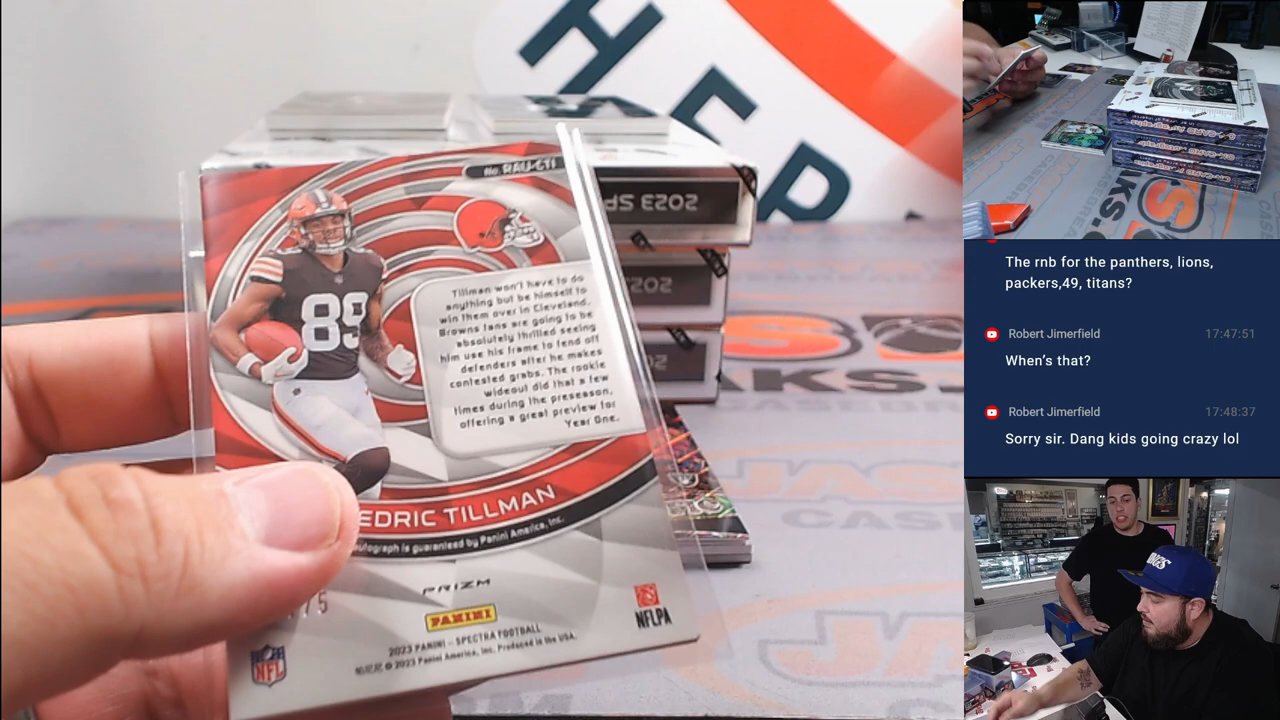 HER
No. RAU-CTI
89
Tillman won't have to do
anything but be himself to
win them over in Cleveland.
Browns fans are going to be
absolutely thrilled seeing
him use his frame to fend off
defenders after he makes
contested grabs. The rookie
wideout did that a few
times during the preseason,
offering a great preview for
Year One.
EDRIC TILLMAN
autograph is guaranteed by Panini America, Inc.
PRIZM
PANINI
NFL
NFLPA
2023 PANINI – SPECTRA FOOTBALL
© 2023 Panini America, Inc. Produced in the USA.
2023 SP
The rnb for the panthers, lions,
packers,49, titans?
Robert Jimerfield 17:47:51
When's that?
Robert Jimerfield 17:48:37
Sorry sir. Dang kids going crazy lol